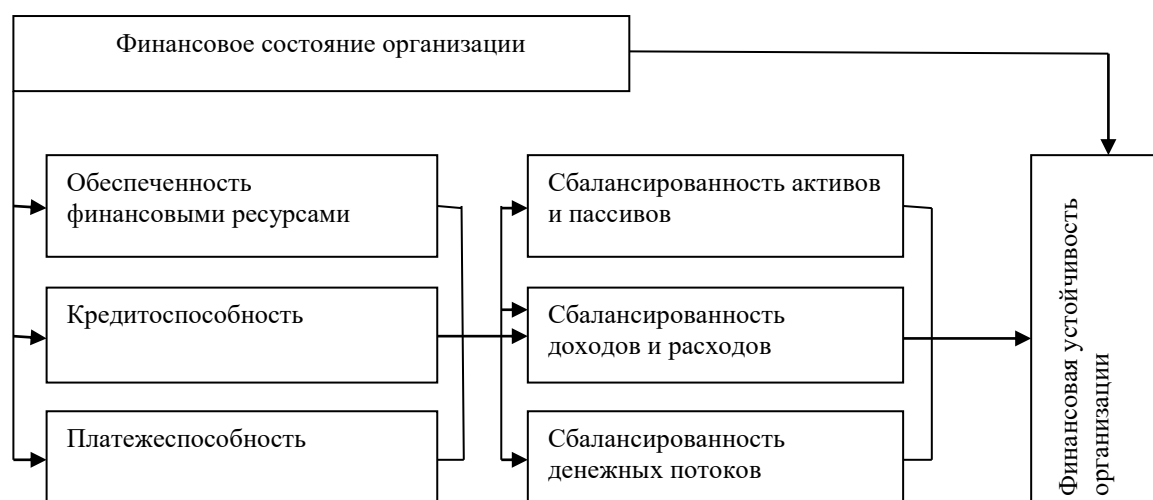 Финансовое состояние организации
Обеспеченность
финансовыми ресурсами
Сбалансированность активов
и пассивов
Кредитоспособность
Сбалансированность
доходов и расходов
Платежеспособность
Сбалансированность
денежных потоков
Финансовая устойчивость
организации